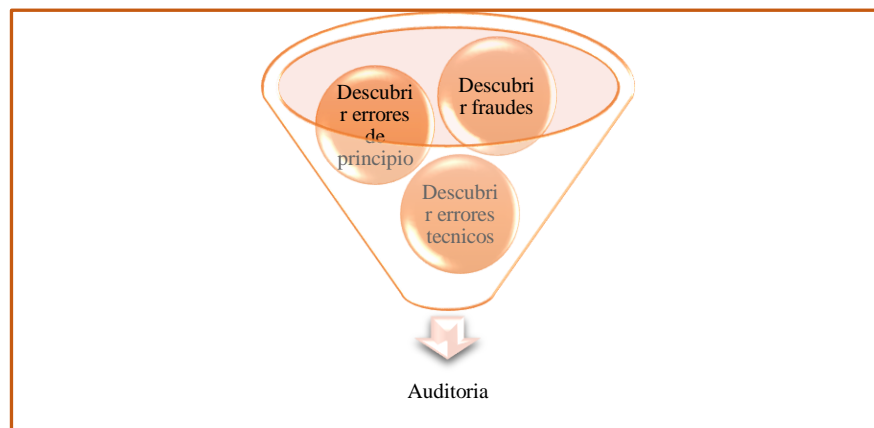 Descubri
r errores
de
principio
Descubri
r fraudes
Descubri
r errores
tecnicos
Auditoria